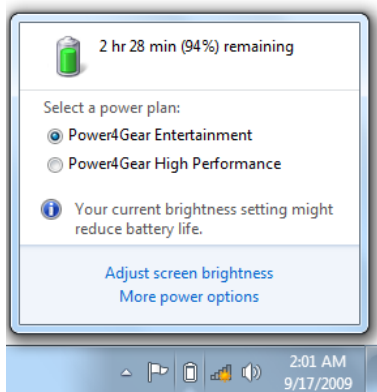 2 hr 28 min (94%) remaining
Select a power plan:
Power4Gear Entertainment
Power4Gear High Performance
Your current brightness setting might
reduce battery life.
Adjust screen brightness
More power options
2:01 AM
9/17/2009